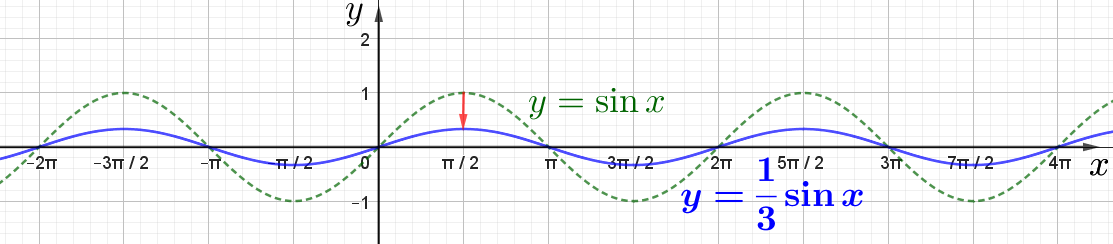 y
2
1
y = sin x
−2π −3π / 2 −π π / 2 0 π / 2 π 3π / 2 2π 5π / 2 3π 7π / 2 4π x
−1
y = 1/3 sin x